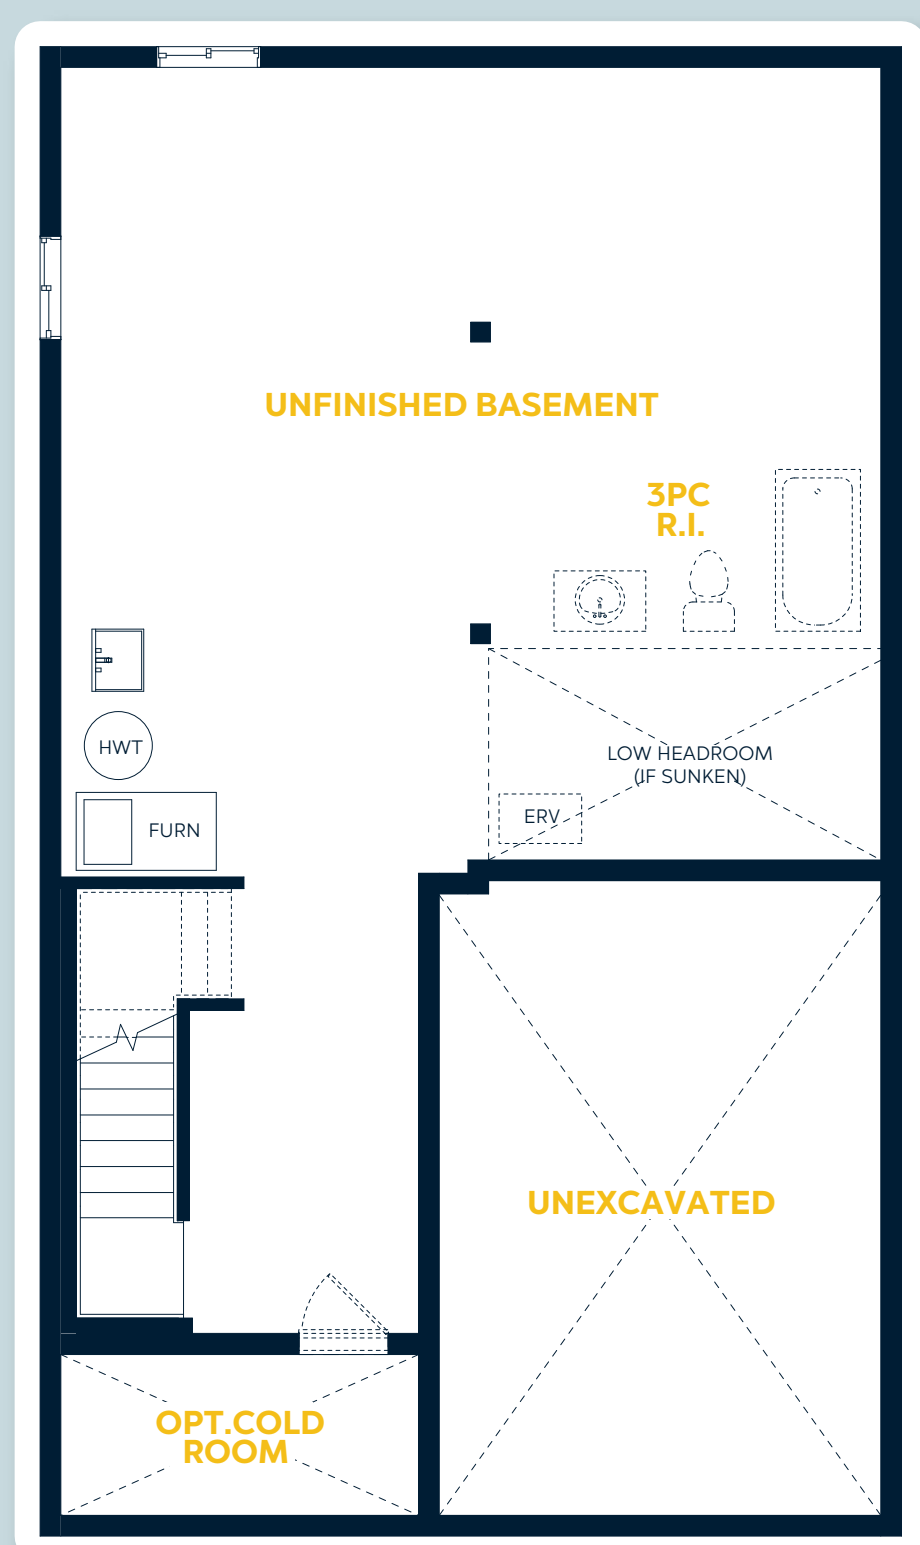 UNFINISHED BASEMENT
3PC
R.I.
HWT
LOW HEADROOM
(IF SUNKEN)
FURN
ERV
UNEXCAVATED
OPT.COLD
ROOM